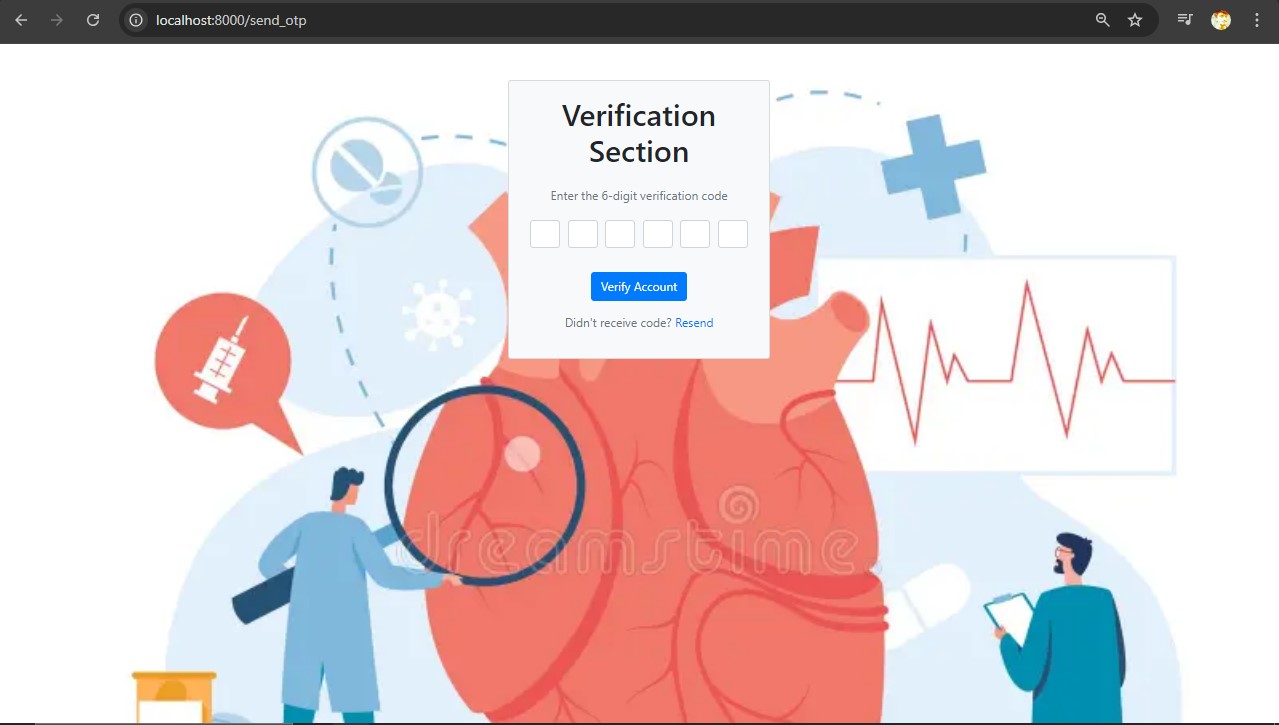 localhost:8000/send_otp
Verification
Section
Enter the 6-digit verification code
Verify Account
Didn't receive code? Resend
dreamstime